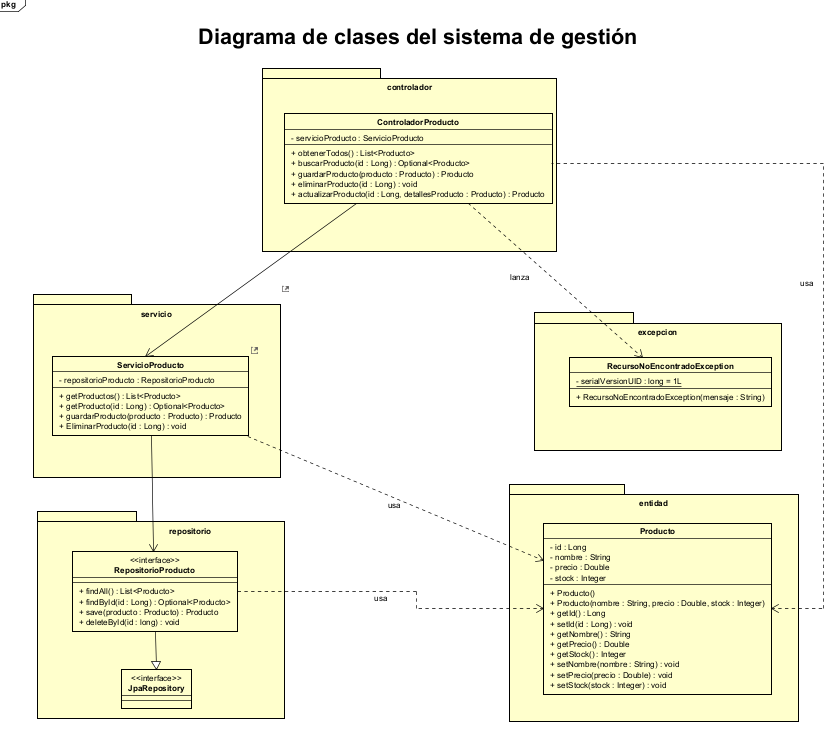 pkg
Diagrama de clases del sistema de gestión
controlador
ControladorProducto
- servicioProducto : ServicioProducto
+ obtenerTodos() : List<Producto>
+ buscarProducto(id : Long) : Optional<Producto>
+ guardarProducto(producto : Producto) : Producto
+ eliminarProducto(id : Long) : void
+ actualizarProducto(id : Long, detallesProducto : Producto) : Producto
lanza
usa
servicio
ServicioProducto
- repositorioProducto : RepositorioProducto
+ getProductos() : List<Producto>
+ getProducto(id : Long) : Optional<Producto>
+ guardarProducto(producto : Producto) : Producto
+ EliminarProducto(id : Long) : void
excepcion
RecursoNoEncontradoException
- serialVersionUID : long = 1L
+ RecursoNoEncontradoException(mensaje : String)
usa
repositorio
<<interface>>
RepositorioProducto
+ findAll() : List<Producto>
+ findById(id : Long) : Optional<Producto>
+ save(producto : Producto) : Producto
+ deleteById(id : long) : void
usa
<<interface>>
JpaRepository
entidad
Producto
- id : Long
- nombre : String
- precio : Double
- stock : Integer
+ Producto()
+ Producto(nombre : String, precio : Double, stock : Integer)
+ getId() : Long
+ setId(id : Long) : void
+ getNombre() : String
+ getPrecio() : Double
+ getStock() : Integer
+ setNombre(nombre : String) : void
+ setPrecio(precio : Double) : void
+ setStock(stock : Integer) : void